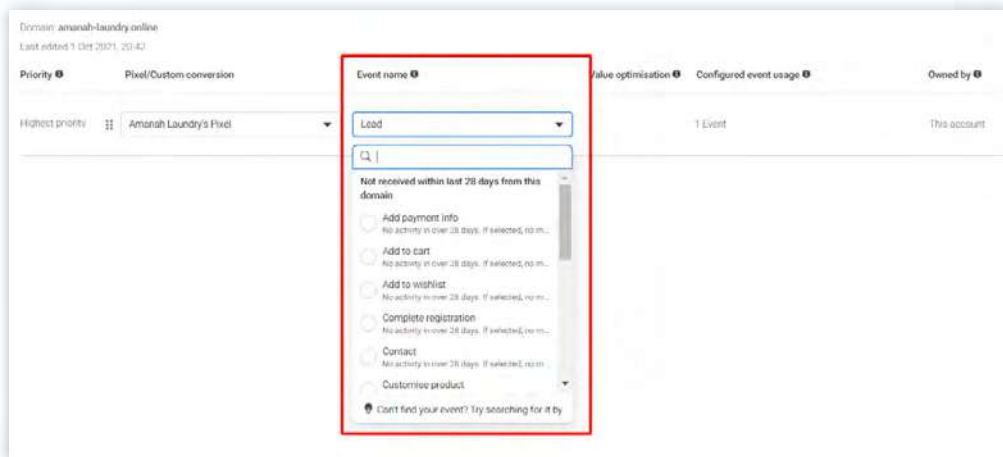 Domain: amanah-laundry.online
Last edited 1 Oct 2021, 20:42
Priority Pixel/Custom conversion Event name Value optimisation Configured event usage Owned by
Highest priority Amanah Laundry's Pixel Lead 1 Event This account
Not received within last 28 days from this
domain
Add payment info
No activity in over 28 days. If selected, no m...
Add to cart
No activity in over 28 days. If selected, no m...
Add to wishlist
No activity in over 28 days. If selected, no m...
Complete registration
No activity in over 28 days. If selected, no m...
Contact
No activity in over 28 days. If selected, no m...
Customise product
Can't find your event? Try searching for it by